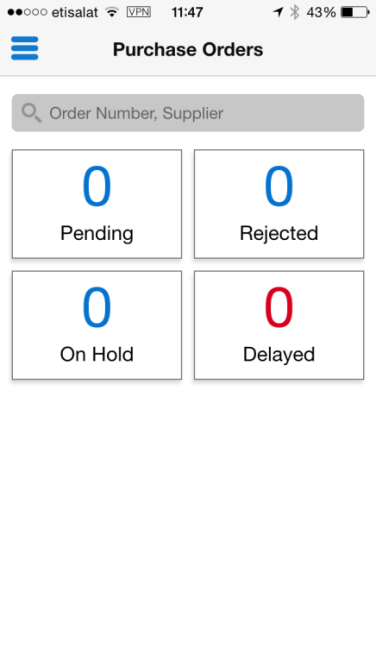 etisalat VPN 11:47 43%
Purchase Orders
Order Number, Supplier
0 0
Pending Rejected
0 0
On Hold Delayed